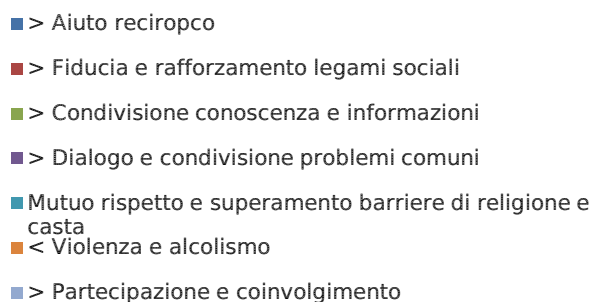 > Aiuto reciropco
> Fiducia e rafforzamento legami sociali
> Condivisione conoscenza e informazioni
> Dialogo e condivisione problemi comuni
Mutuo rispetto e superamento barriere di religione e
casta
< Violenza e alcolismo
> Partecipazione e coinvolgimento